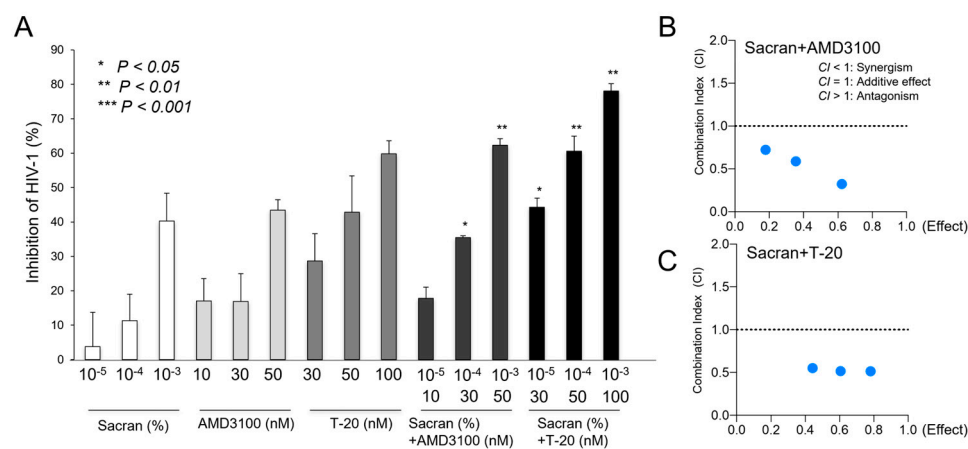 A
90
80
70
60
50
40
30
20
10
0
Inhibition of HIV-1 (%)
* P < 0.05
** P < 0.01
*** P < 0.001
* ** * ** **
10-5 10-4 10-3 10 30 50 30 50 100 10-5 10-4 10-3 10-5 10-4 10-3
10 30 50 30 50 100
Sacran (%) AMD3100 (nM) T-20 (nM) Sacran (%) Sacran (%)
+AMD3100 (nM) +T-20 (nM)
B
Sacran+AMD3100
CI < 1: Synergism
CI = 1: Additive effect
CI > 1: Antagonism
Combination Index (CI)
2.0
1.5
1.0
0.5
0.0
0.0 0.2 0.4 0.6 0.8 1.0 (Effect)
C
Sacran+T-20
Combination Index (CI)
2.0
1.5
1.0
0.5
0.0
0.0 0.2 0.4 0.6 0.8 1.0 (Effect)